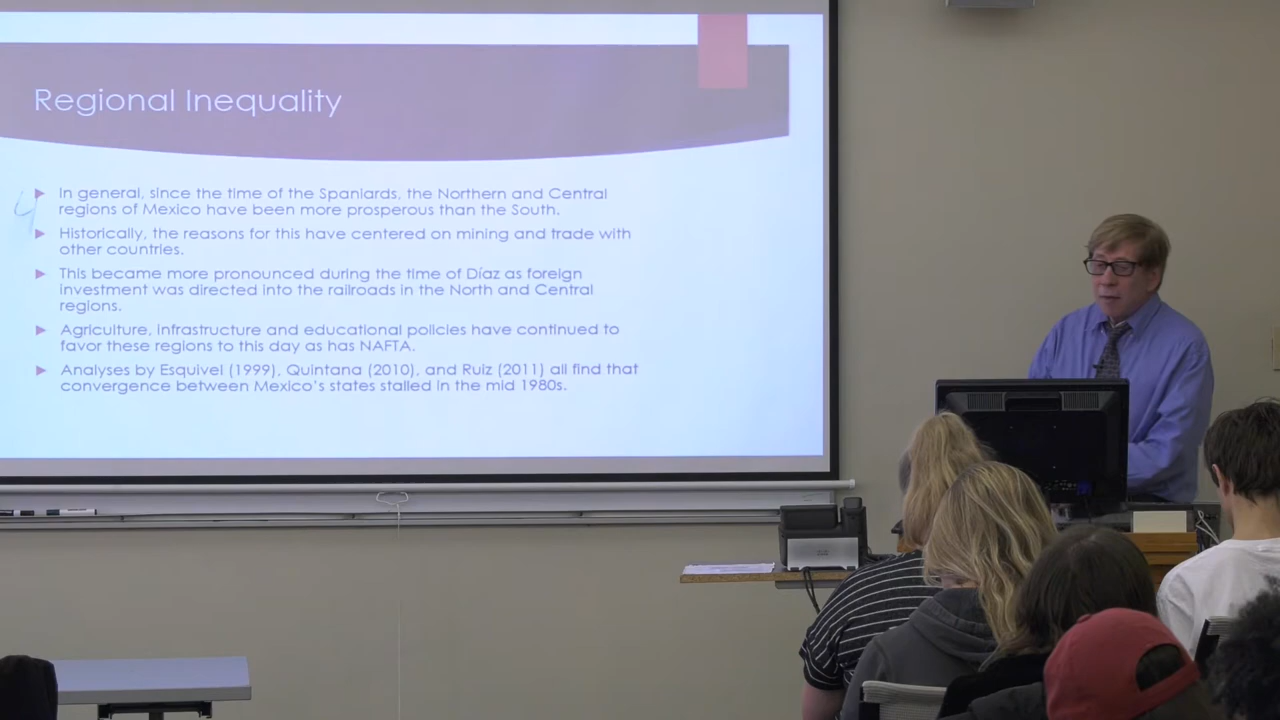 Regional Inequality
In general, since the time of the Spaniards, the Northern and Central
regions of Mexico have been more prosperous than the South.
Historically, the reasons for this have centered on mining and trade with
other countries.
This became more pronounced during the time of Díaz as foreign
investment was directed into the railroads in the North and Central
regions.
Agriculture, infrastructure and educational policies have continued to
favor these regions to this day as has NAFTA.
Analyses by Esquivel (1999), Quintana (2010), and Ruiz (2011) all find that
convergence between Mexico's states stalled in the mid 1980s.